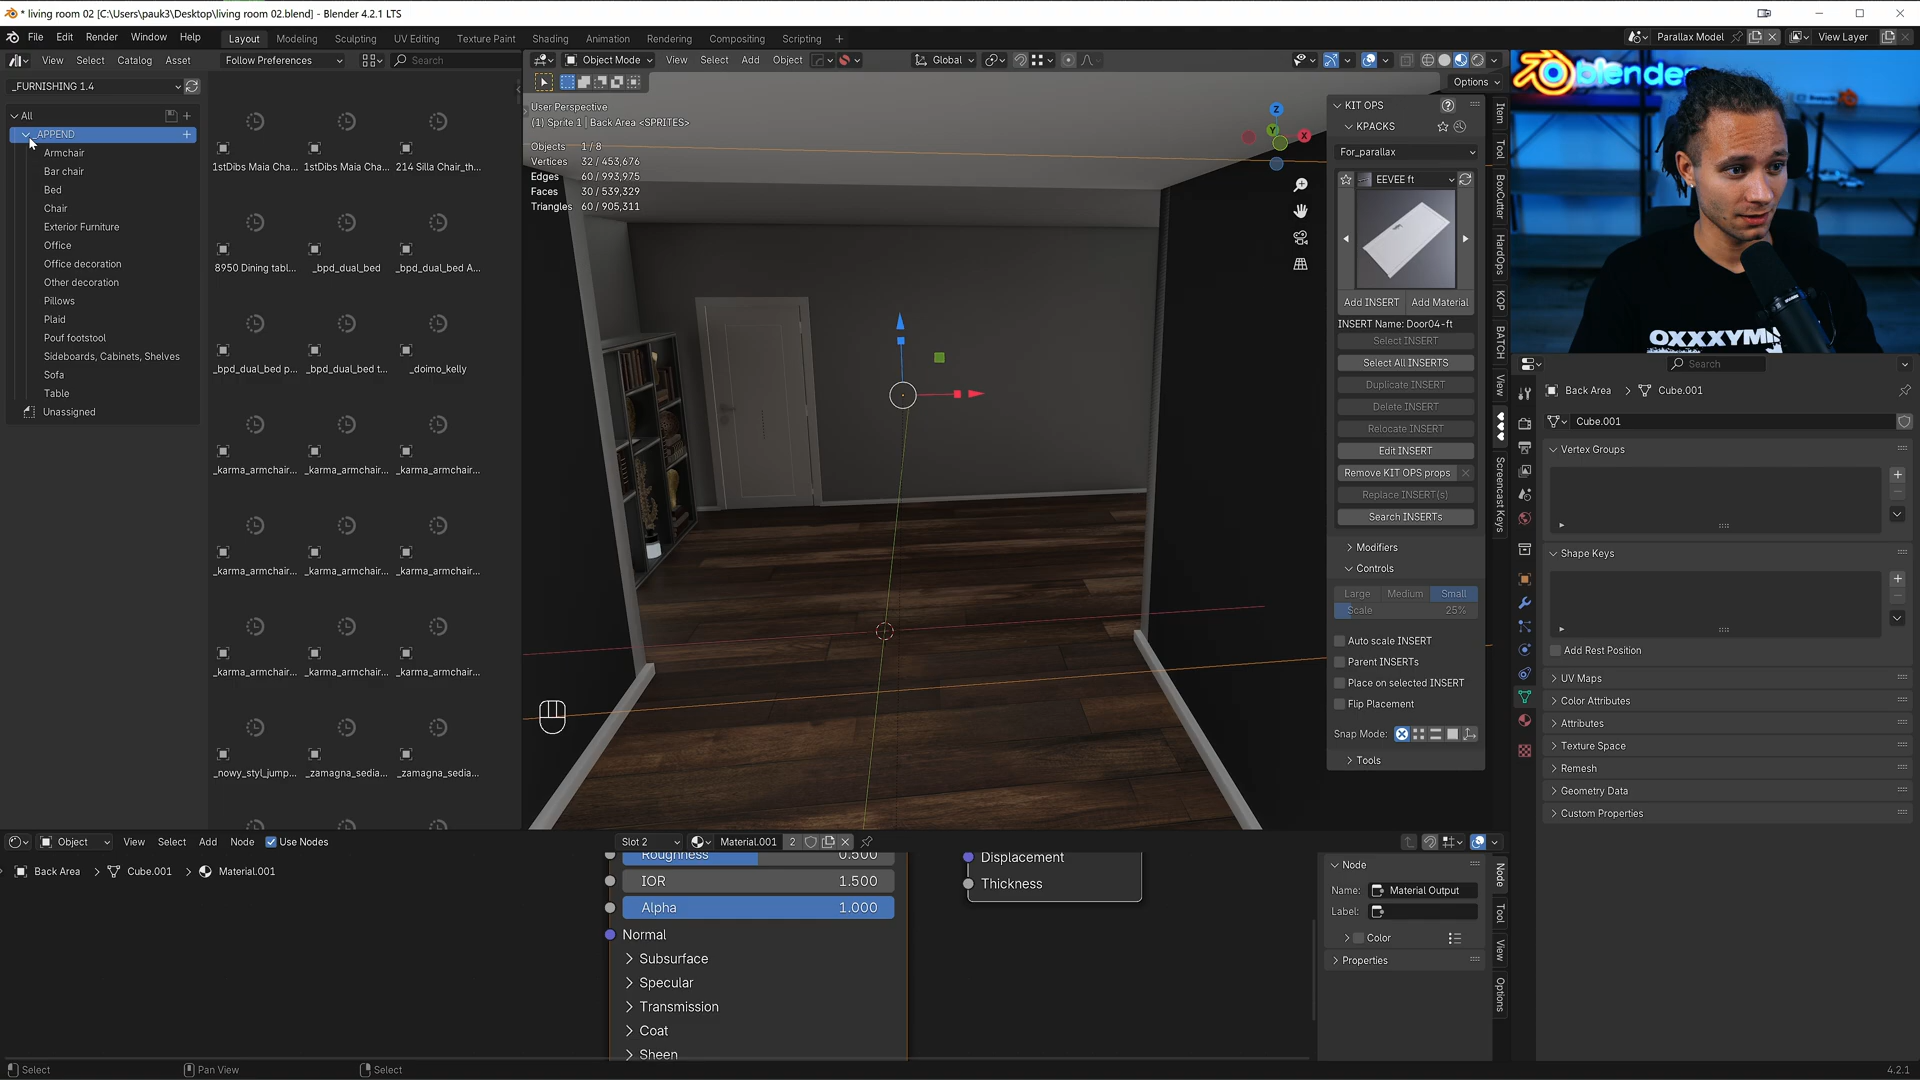 * living room 02 [C:\Users\pauk3\Desktop\living room 02.blend] - Blender 4.2.1 LTS
File Edit Render Window Help
Layout Modeling Sculpting UV Editing Texture Paint Shading Animation Rendering Compositing Scripting +
Parallax Model View Layer
View Select Catalog Asset Follow Preferences Search
Object Mode View Select Add Object Global
Options
_FURNISHING 1.4
All
_APPEND
Armchair
Bar chair
Bed
Chair
Exterior Furniture
Office
Office decoration
Other decoration
Pillows
Plaid
Pouf footstool
Sideboards, Cabinets, Shelves
Sofa
Table
Unassigned
1stDibs Maia Cha... 1stDibs Maia Cha... 214 Silla Chair_th...
8950 Dining tabl... _bpd_dual_bed _bpd_dual_bed A...
_bpd_dual_bed p... _bpd_dual_bed t... _doimo_kelly
_karma_armchair... _karma_armchair... _karma_armchair...
_karma_armchair... _karma_armchair... _karma_armchair...
_karma_armchair... _karma_armchair... _karma_armchair...
_nowy_styl_jump... _zamagna_sedia... _zamagna_sedia...
User Perspective
(1) Sprite 1 | Back Area <SPRITES>
Objects 1 / 8
Vertices 32 / 453,676
Edges 60 / 993,975
Faces 30 / 539,329
Triangles 60 / 905,311
Z
Y
X
KIT OPS
KPACKS
For_parallax
EEVEE ft
Add INSERT Add Material
INSERT Name: Door04-ft
Select INSERT
Select All INSERTS
Duplicate INSERT
Delete INSERT
Relocate INSERT
Edit INSERT
Remove KIT OPS props
Replace INSERT(s)
Search INSERTs
Modifiers
Controls
Large Medium Small
Scale 25%
Auto scale INSERT
Parent INSERTs
Place on selected INSERT
Flip Placement
Snap Mode:
Tools
Item
Tool
BoxCutter
HardOps
KOP
BATCH
View
Screencast Keys
blender
OXXXYMI
Search
Back Area Cube.001
Cube.001
Vertex Groups
Shape Keys
Add Rest Position
UV Maps
Color Attributes
Attributes
Texture Space
Remesh
Geometry Data
Custom Properties
Object View Select Add Node Use Nodes Slot 2 Material.001 2
Back Area Cube.001 Material.001
Roughness 0.500
IOR 1.500
Alpha 1.000
Normal
Subsurface
Specular
Transmission
Coat
Sheen
Displacement
Thickness
Node
Name: Material Output
Label:
Color
Properties
Node
Tool
View
Options
Select Pan View Select 4.2.1